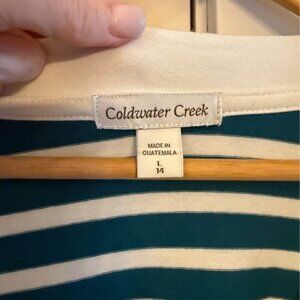 Coldwater Creek
MADE IN
GUATEMALA
L
14